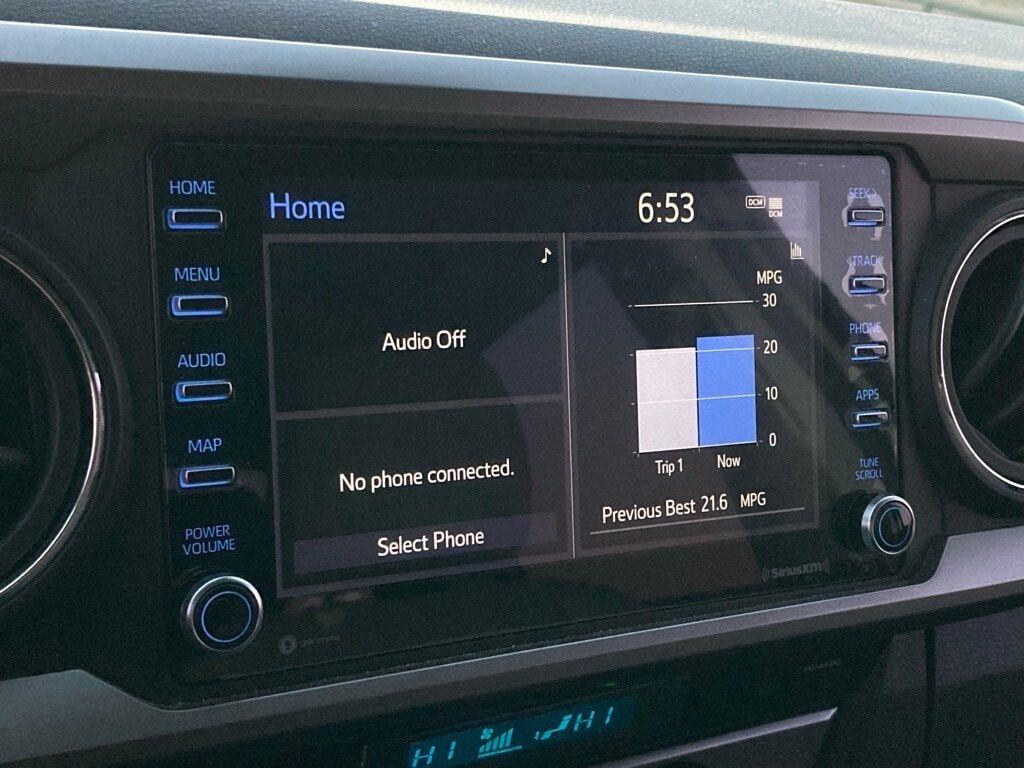 HOME
MENU
AUDIO
MAP
POWER
VOLUME
Home
6:53
DCM
DCM
Audio Off
No phone connected.
Select Phone
MPG
30
20
10
0
Trip 1
Now
Previous Best 21.6 MPG
SEEK>
<TRACK
PHONE
APPS
TUNE
SCROLL
((SiriusXM))
HI
HI